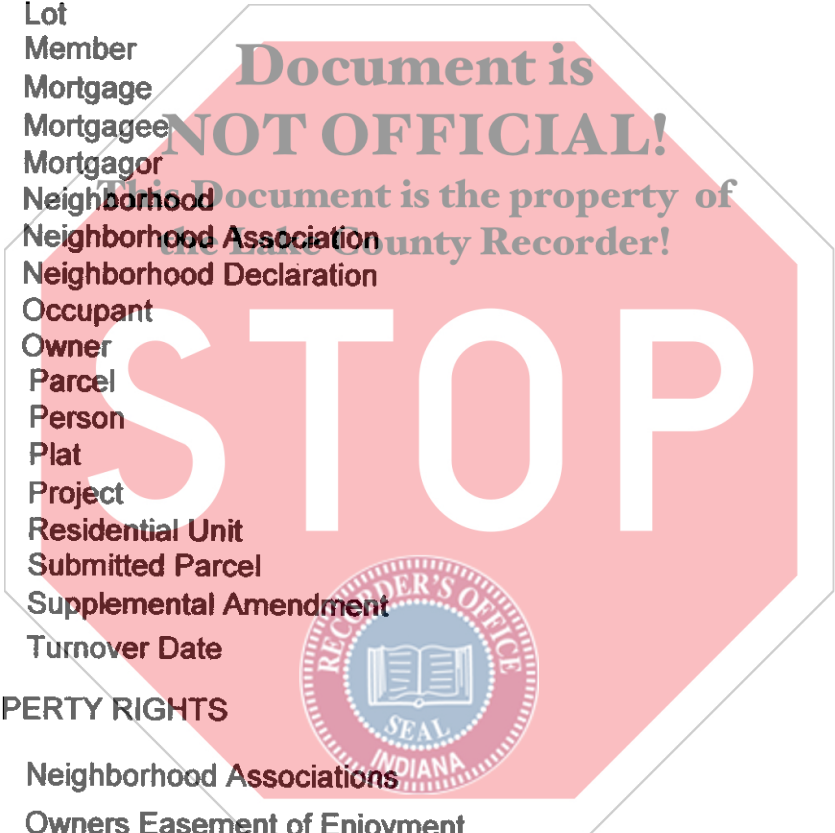 Lot
Member
Document is
Mortgage
Mortgagee
NOT OFFICIAL!
Mortgagor
This Document is the property of
Neighborhood
the Lake County Recorder!
Neighborhood Association
Neighborhood Declaration
Occupant
Owner
STOP
Parcel
Person
Plat
Project
Residential Unit
Submitted Parcel
Supplemental Amendment
Turnover Date
RECORDER'S OFFICE
SEAL
INDIANA
PERTY RIGHTS
Neighborhood Associations
Owners Easement of Enjoyment